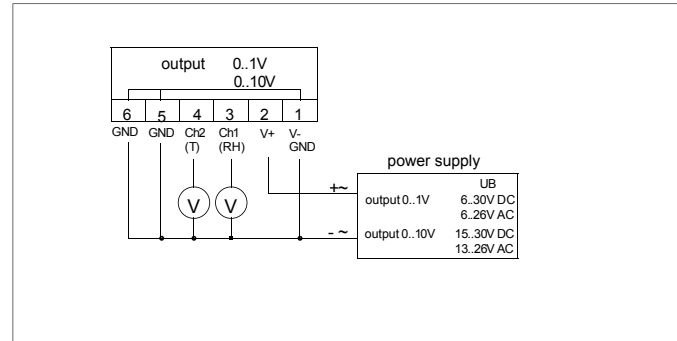 output 0..1V
0..10V
6 5 4 3 2 1
GND GND Ch2 Ch1 V+ V-
(T) (RH) GND
power supply
V V
+~
- ~
UB
output 0..1V 6..30V DC
6..26V AC
output 0..10V 15..30V DC
13..26V AC